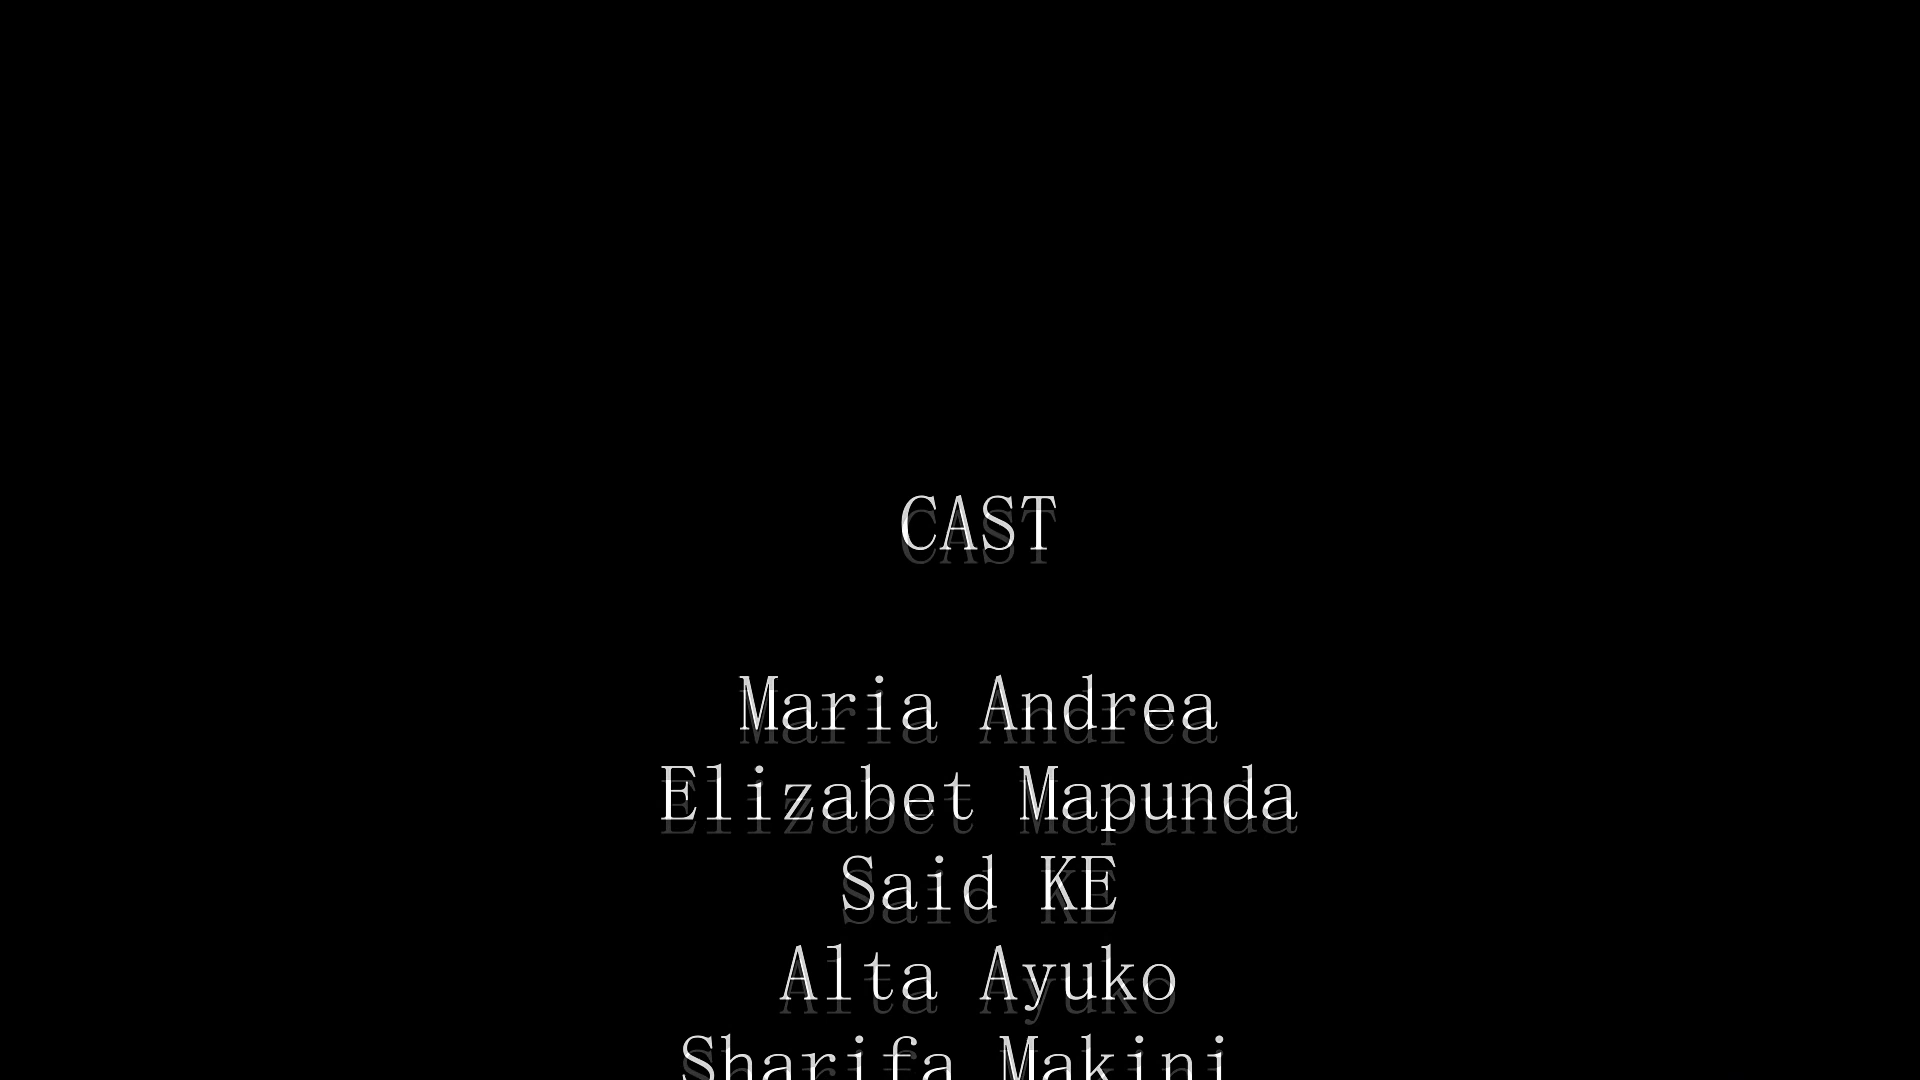 CAST
Maria Andrea
Elizabet Mapunda
Said KE
Alta Ayuko
Sharifa Makini